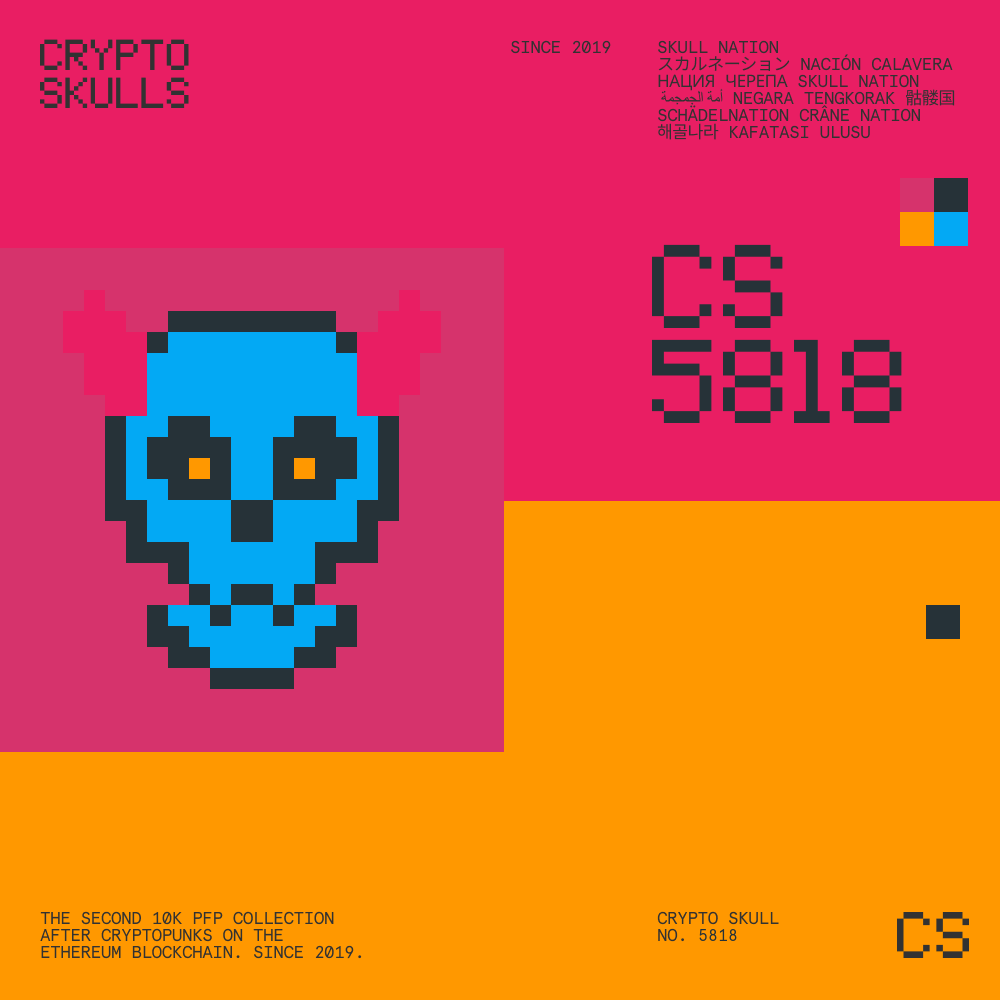 CRYPTO
SKULLS
SINCE 2019
SKULL NATION
スカルネーション NACIÓN CALAVERA
НАЦИЯ ЧЕРЕПА SKULL NATION
أمة الجمجمة NEGARA TENGKORAK 骷髅国
SCHÄDELNATION CRÂNE NATION
해골나라 KAFATASI ULUSU
CS
5818
THE SECOND 10K PFP COLLECTION
AFTER CRYPTOPUNKS ON THE
ETHEREUM BLOCKCHAIN. SINCE 2019.
CRYPTO SKULL
NO. 5818
CS